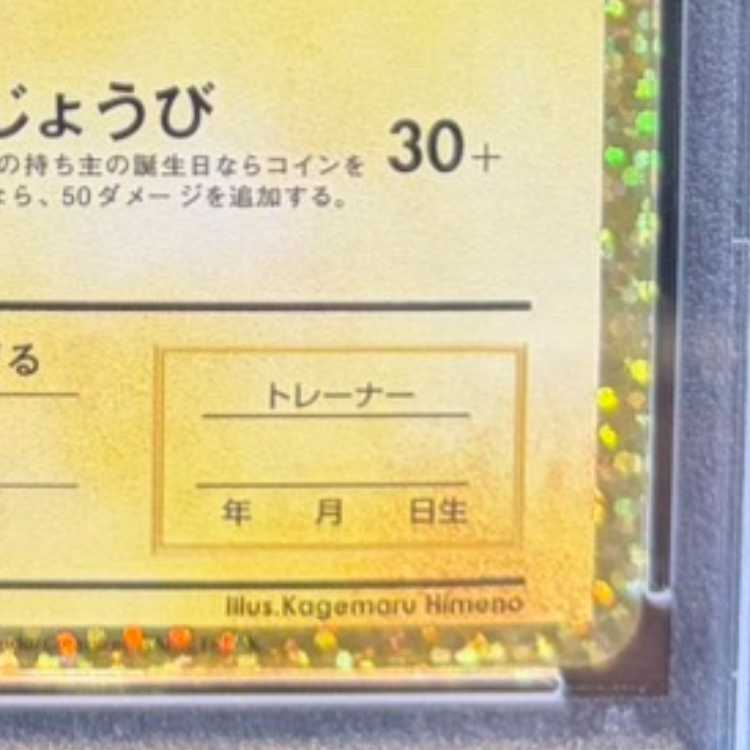 じょうび
30+
の持ち主の誕生日ならコインを
なら、50ダメージを追加する。
げる
トレーナー
年 月 日生
Illus.Kagemaru Himeno